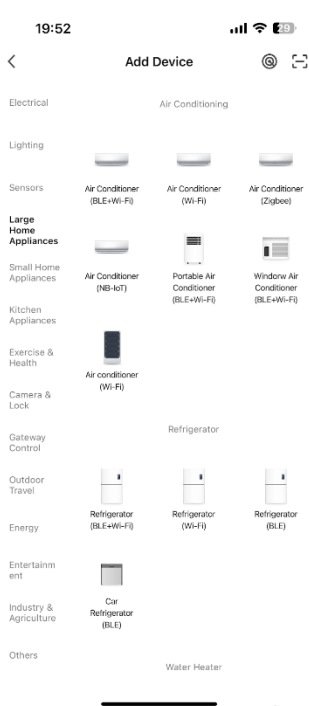 19:52
29
Add Device
Electrical
Lighting
Sensors
Large
Home
Appliances
Small Home
Appliances
Kitchen
Appliances
Exercise &
Health
Camera &
Lock
Gateway
Control
Outdoor
Travel
Energy
Entertainm
ent
Industry &
Agriculture
Others
Air Conditioning
Air Conditioner
(BLE+Wi-Fi)
Air Conditioner
(Wi-Fi)
Air Conditioner
(Zigbee)
Air Conditioner
(NB-IoT)
Portable Air
Conditioner
(BLE+Wi-Fi)
Window Air
Conditioner
(BLE+Wi-Fi)
Air conditioner
(Wi-Fi)
Refrigerator
Refrigerator
(BLE+Wi-Fi)
Refrigerator
(Wi-Fi)
Refrigerator
(BLE)
Car
Refrigerator
(BLE)
Water Heater